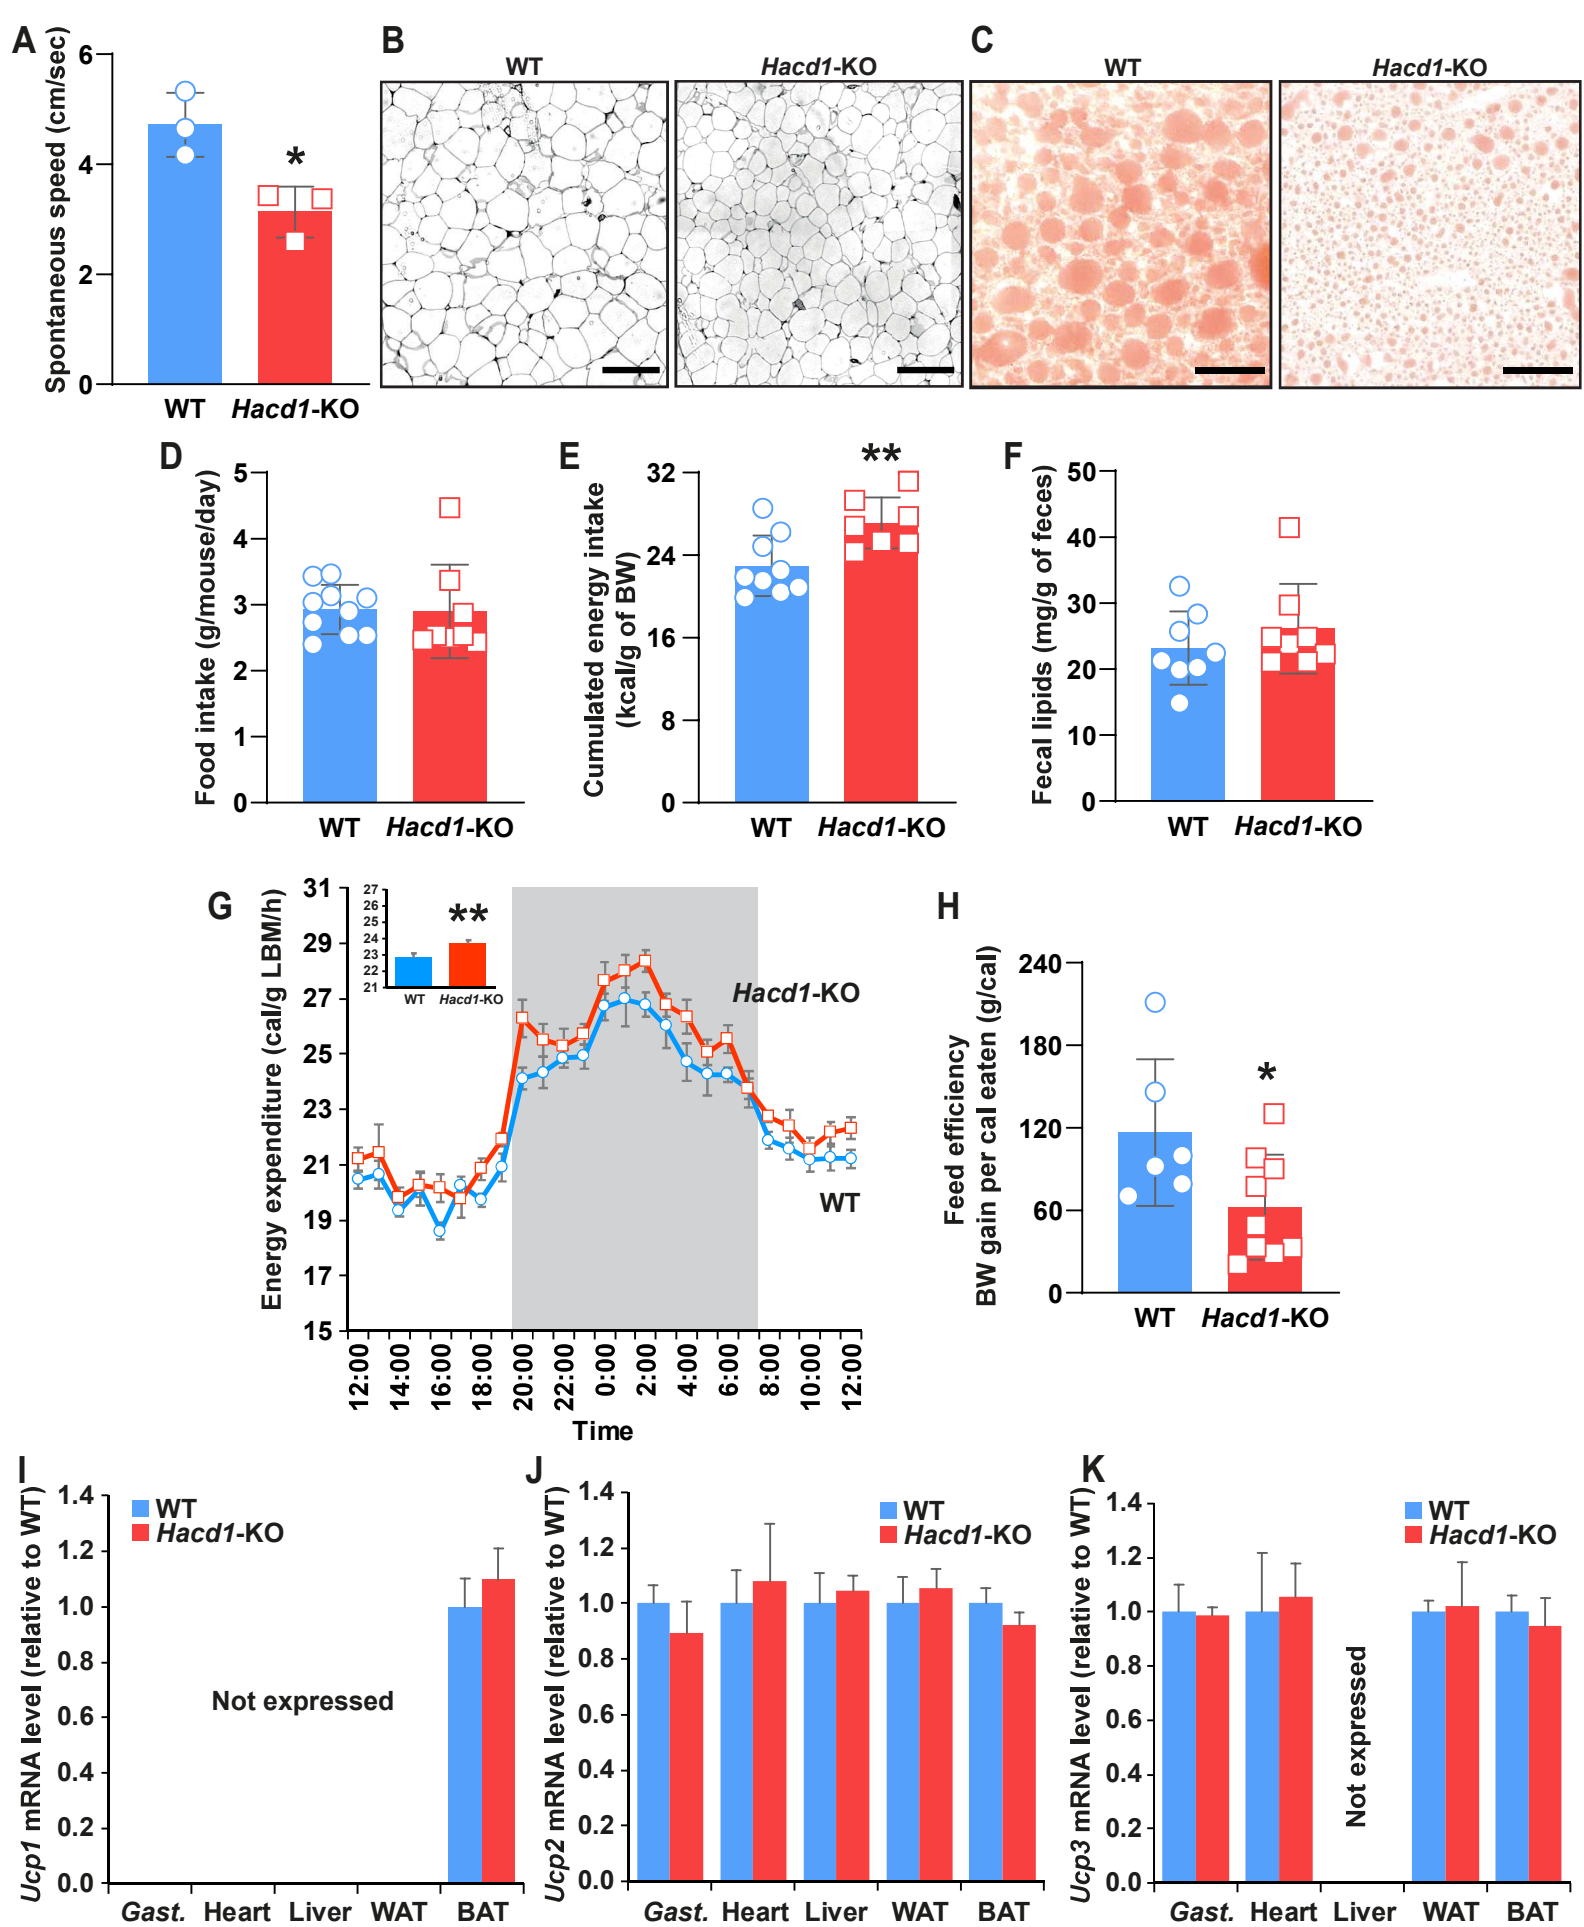 A
Spontaneous speed (cm/sec)
6
4
2
0
WT
Hacd1-KO
*
B
WT
Hacd1-KO
C
WT
Hacd1-KO
D
Food intake (g/mouse/day)
5
4
3
2
1
0
WT
Hacd1-KO
E
Cumulated energy intake
(kcal/g of BW)
32
24
16
8
0
**
WT
Hacd1-KO
F
Fecal lipids (mg/g of feces)
50
40
30
20
10
0
WT
Hacd1-KO
G
Energy expenditure (cal/g LBM/h)
31
29
27
25
23
21
19
17
15
27
26
25
24
23
22
21
**
WT
Hacd1-KO
Hacd1-KO
WT
12:00
14:00
16:00
18:00
20:00
22:00
0:00
2:00
4:00
6:00
8:00
10:00
12:00
Time
H
Feed efficiency
BW gain per cal eaten (g/cal)
240
180
120
60
0
*
WT
Hacd1-KO
I
Ucp1 mRNA level (relative to WT)
1.4
1.2
1.0
0.8
0.6
0.4
0.2
0.0
WT
Hacd1-KO
Not expressed
Gast.
Heart
Liver
WAT
BAT
J
Ucp2 mRNA level (relative to WT)
1.4
1.2
1.0
0.8
0.6
0.4
0.2
0.0
WT
Hacd1-KO
Gast.
Heart
Liver
WAT
BAT
K
Ucp3 mRNA level (relative to WT)
1.4
1.2
1.0
0.8
0.6
0.4
0.2
0.0
WT
Hacd1-KO
Not expressed
Gast.
Heart
Liver
WAT
BAT